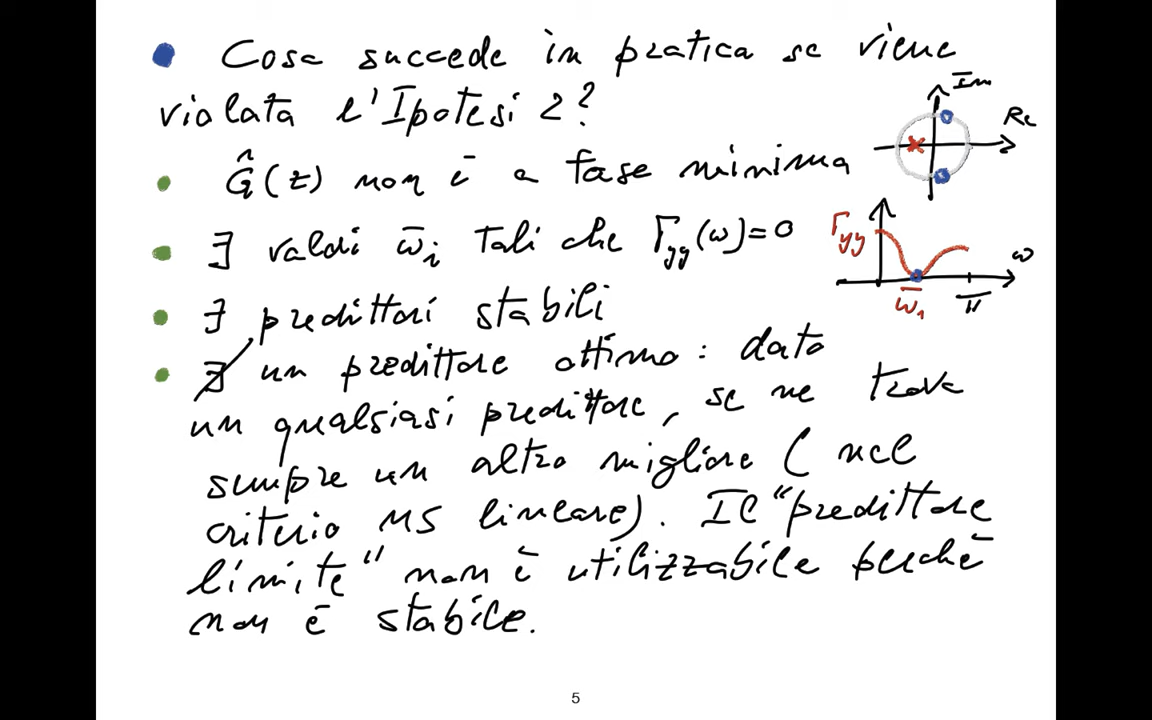 Cosa succede in pratica se viene
violata l'Ipotesi 2?
Im
Re
Ĝ(z) non è a fase minima
∃ valori ω̄ᵢ tali che Γyy(ω)=0
Γyy
ω
ω̄₁
π
∃ predittori stabili
∄ un predittore ottimo: dato
un qualsiasi predittore, se ne trova
sempre un altro migliore (nel
criterio MS lineare). Il "predittore
limite" non è utilizzabile perché
non è stabile.
5